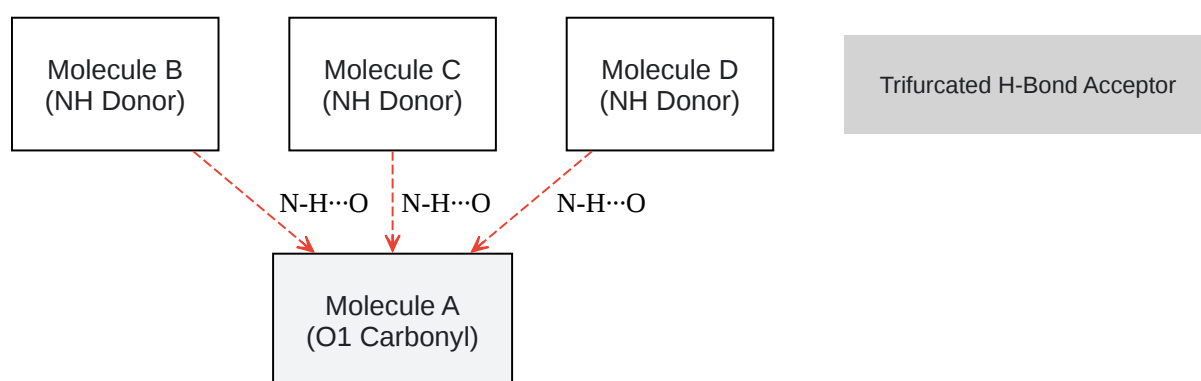 Molecule B
(NH Donor)
Molecule C
(NH Donor)
Molecule D
(NH Donor)
Trifurcated H-Bond Acceptor
N-H···O
N-H···O
N-H···O
Molecule A
(O1 Carbonyl)